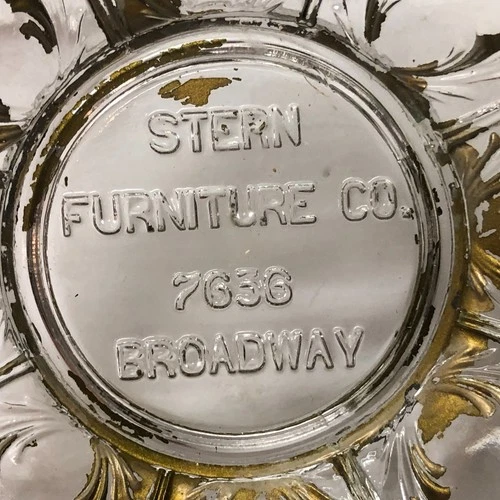 STERN
FURNITURE CO.
7636
BROADWAY